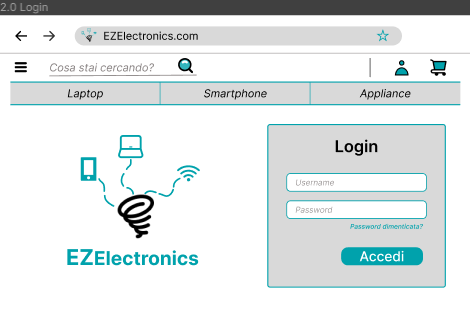 2.0 Login
EZElectronics.com
Cosa stai cercando?
Laptop
Smartphone
Appliance
EZElectronics
Login
Username
Password
Password dimenticata?
Accedi